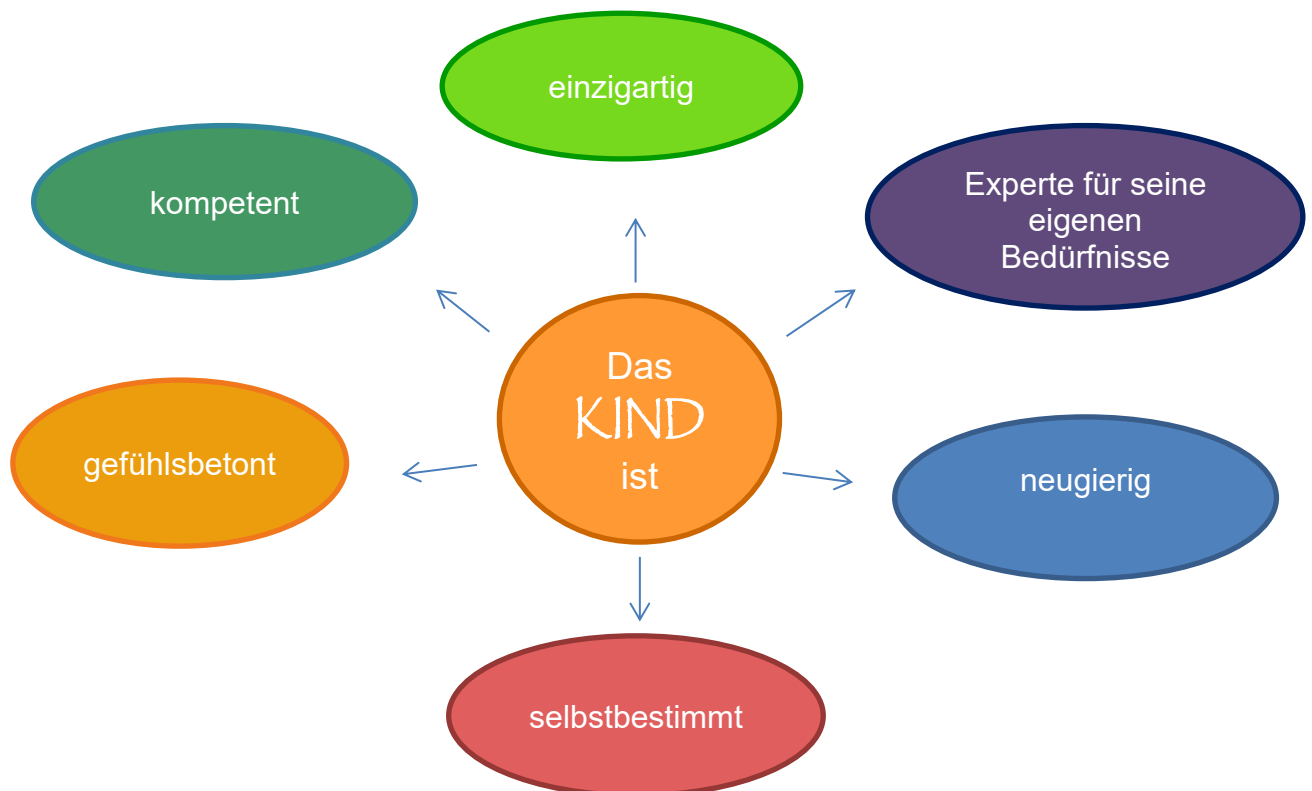 einzigartig
kompetent
Experte für seine
eigenen
Bedürfnisse
Das
KIND
ist
gefühlsbetont
neugierig
selbstbestimmt